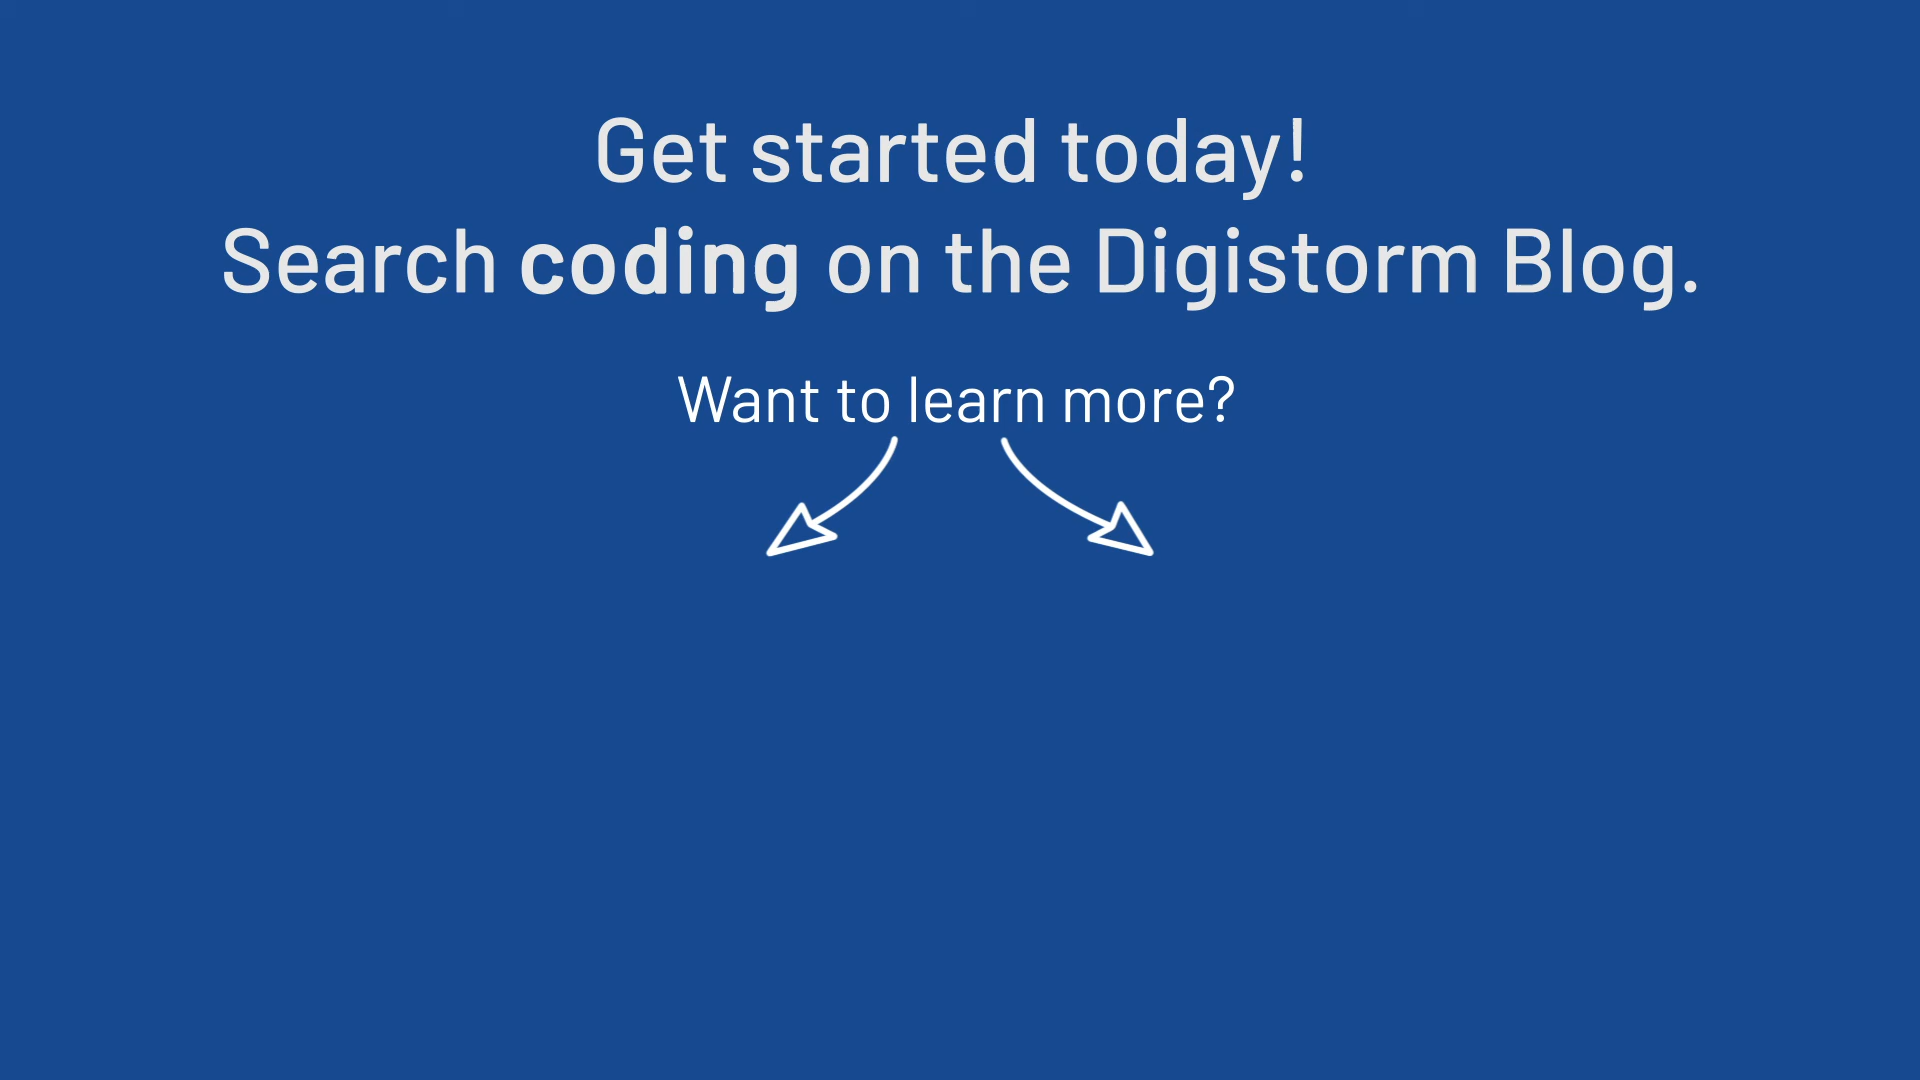 Get started today!
Search coding on the Digistorm Blog.
Want to learn more?